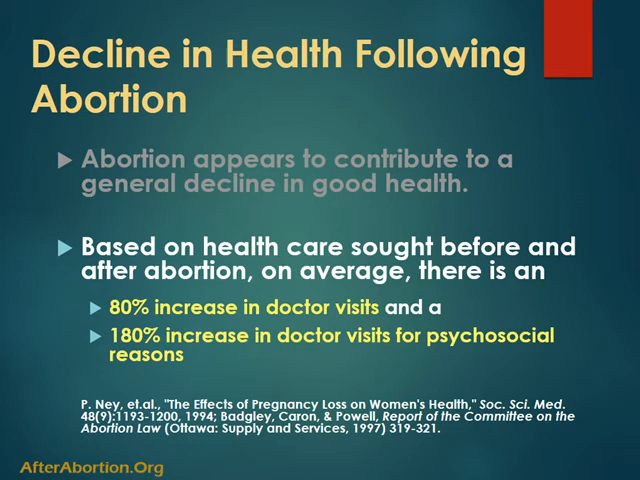 Decline in Health Following
Abortion
Abortion appears to contribute to a
general decline in good health.
Based on health care sought before and
after abortion, on average, there is an
80% increase in doctor visits and a
180% increase in doctor visits for psychosocial
reasons
P. Ney, et.al., "The Effects of Pregnancy Loss on Women's Health," Soc. Sci. Med.
48(9):1193-1200, 1994; Badgley, Caron, & Powell, Report of the Committee on the
Abortion Law (Ottawa: Supply and Services, 1997) 319-321.
AfterAbortion.Org